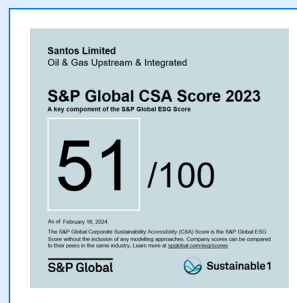 Santos Limited
Oil & Gas Upstream & Integrated
S&P Global CSA Score 2023
A key component of the S&P Global ESG Score
51 /100
As of February 16, 2024.
The S&P Global Corporate Sustainability Accessibility (CSA) Score is the S&P Global ESG
Score without the inclusion of any modelling approaches. Company scores can be compared
to their peers in the same industry. Learn more at spglobal.com/esg/scores
S&P Global
Sustainable1